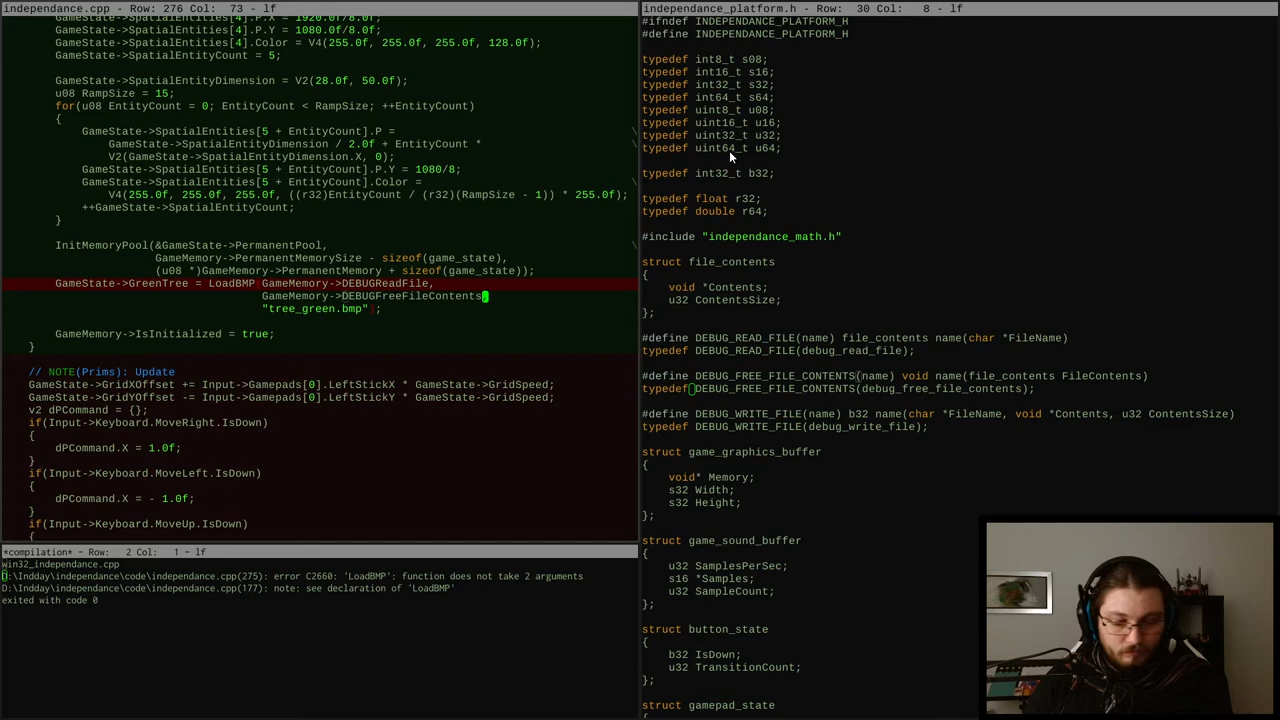 independance.cpp - Row: 276 Col: 73 - lf
GameState->SpatialEntities[4].P.X = 1920.0f/8.0f;
GameState->SpatialEntities[4].P.Y = 1080.0f/8.0f;
GameState->SpatialEntities[4].Color = V4(255.0f, 255.0f, 255.0f, 128.0f);
GameState->SpatialEntityCount = 5;
GameState->SpatialEntityDimension = V2(28.0f, 50.0f);
u08 RampSize = 15;
for(u08 EntityCount = 0; EntityCount < RampSize; ++EntityCount)
{
GameState->SpatialEntities[5 + EntityCount].P = \
GameState->SpatialEntityDimension / 2.0f + EntityCount *
V2(GameState->SpatialEntityDimension.X, 0);
GameState->SpatialEntities[5 + EntityCount].P.Y = 1080/8;
GameState->SpatialEntities[5 + EntityCount].Color = \
V4(255.0f, 255.0f, 255.0f, ((r32)EntityCount / (r32)(RampSize - 1)) * 255.0f);
++GameState->SpatialEntityCount;
}
InitMemoryPool(&GameState->PermanentPool, \
GameMemory->PermanentMemorySize - sizeof(game_state),
(u08 *)GameMemory->PermanentMemory + sizeof(game_state));
GameState->GreenTree = LoadBMP(GameMemory->DEBUGReadFile,
GameMemory->DEBUGFreeFileContents,
"tree_green.bmp");
GameMemory->IsInitialized = true;
}
// NOTE(Prims): Update
GameState->GridXOffset += Input->Gamepads[0].LeftStickX * GameState->GridSpeed;
GameState->GridYOffset -= Input->Gamepads[0].LeftStickY * GameState->GridSpeed;
v2 dPCommand = {};
if(Input->Keyboard.MoveRight.IsDown)
{
dPCommand.X = 1.0f;
}
if(Input->Keyboard.MoveLeft.IsDown)
{
dPCommand.X = - 1.0f;
}
if(Input->Keyboard.MoveUp.IsDown)
{
*compilation* - Row: 2 Col: 1 - lf
win32_independance.cpp
D:\Indday\independance\code\independance.cpp(275): error C2660: 'LoadBMP': function does not take 2 arguments
D:\Indday\independance\code\independance.cpp(177): note: see declaration of 'LoadBMP'
exited with code 0
independance_platform.h - Row: 30 Col: 8 - lf
#ifndef INDEPENDANCE_PLATFORM_H
#define INDEPENDANCE_PLATFORM_H
typedef int8_t s08;
typedef int16_t s16;
typedef int32_t s32;
typedef int64_t s64;
typedef uint8_t u08;
typedef uint16_t u16;
typedef uint32_t u32;
typedef uint64_t u64;
typedef int32_t b32;
typedef float r32;
typedef double r64;
#include "independance_math.h"
struct file_contents
{
void *Contents;
u32 ContentsSize;
};
#define DEBUG_READ_FILE(name) file_contents name(char *FileName)
typedef DEBUG_READ_FILE(debug_read_file);
#define DEBUG_FREE_FILE_CONTENTS(name) void name(file_contents FileContents)
typedef DEBUG_FREE_FILE_CONTENTS(debug_free_file_contents);
#define DEBUG_WRITE_FILE(name) b32 name(char *FileName, void *Contents, u32 ContentsSize)
typedef DEBUG_WRITE_FILE(debug_write_file);
struct game_graphics_buffer
{
void* Memory;
s32 Width;
s32 Height;
};
struct game_sound_buffer
{
u32 SamplesPerSec;
s16 *Samples;
u32 SampleCount;
};
struct button_state
{
b32 IsDown;
u32 TransitionCount;
};
struct gamepad_state